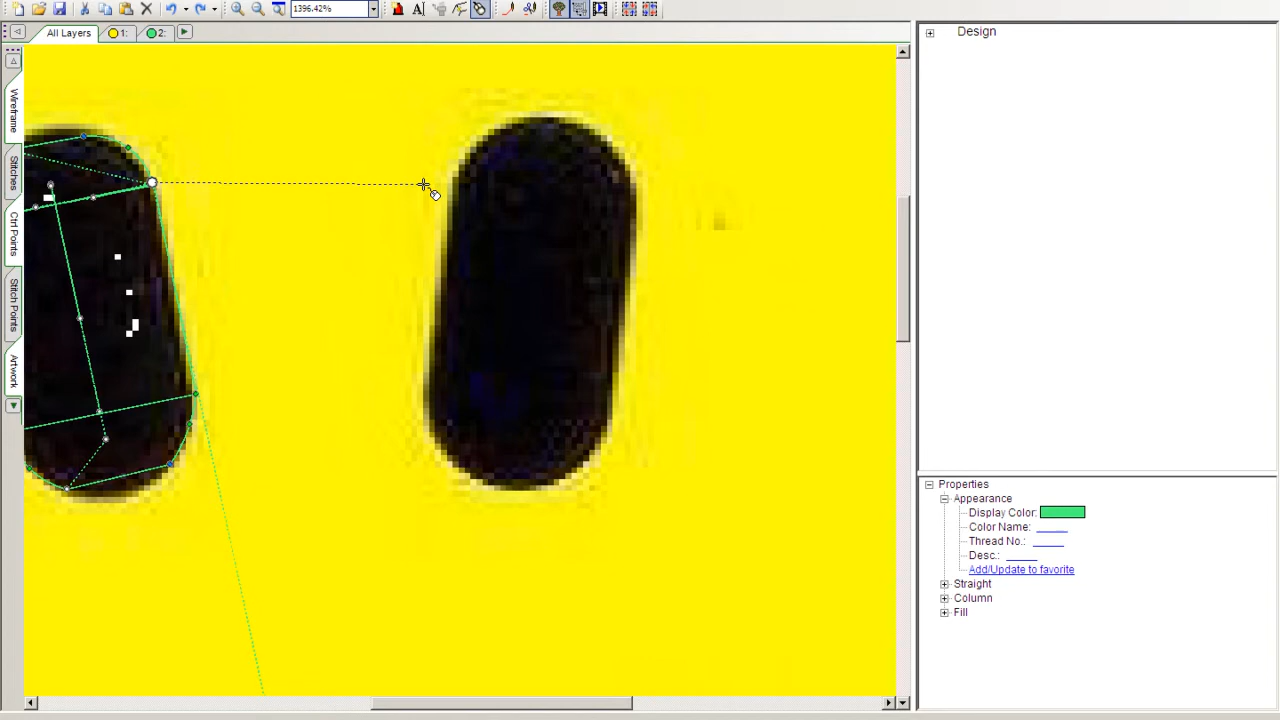 1396.42%
All Layers
1:
2:
Wireframe
Stitches
Ctrl Points
Stitch Points
Artwork
Design
Properties
Appearance
Display Color:
Color Name:
Thread No.:
Desc.:
Add/Update to favorite
Straight
Column
Fill